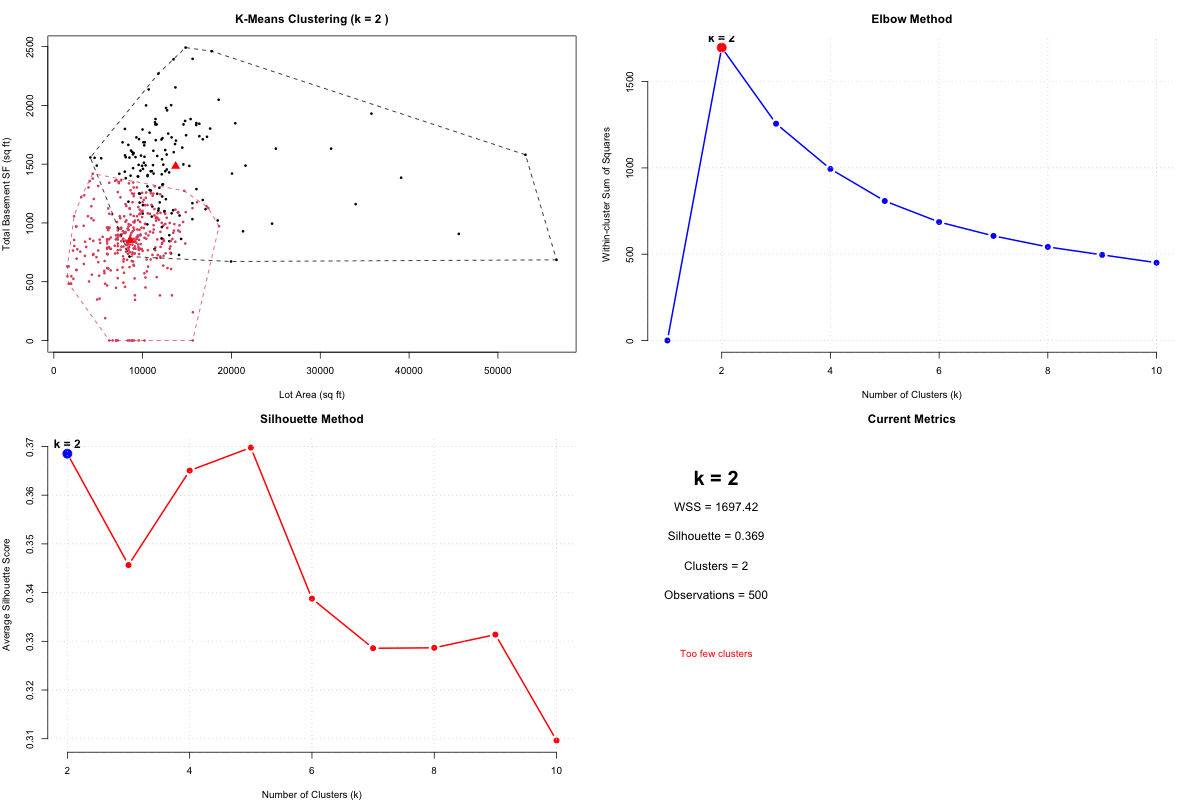 K-Means Clustering (k = 2 )
Total Basement SF (sq ft)
2500
2000
1500
1000
500
0
0 10000 20000 30000 40000 50000
Lot Area (sq ft)
Elbow Method
k = 2
Within-cluster Sum of Squares
1500
1000
500
0
2 4 6 8 10
Number of Clusters (k)
Silhouette Method
k = 2
Average Silhouette Score
0.37
0.36
0.35
0.34
0.33
0.32
0.31
2 4 6 8 10
Number of Clusters (k)
Current Metrics
k = 2
WSS = 1697.42
Silhouette = 0.369
Clusters = 2
Observations = 500
Too few clusters